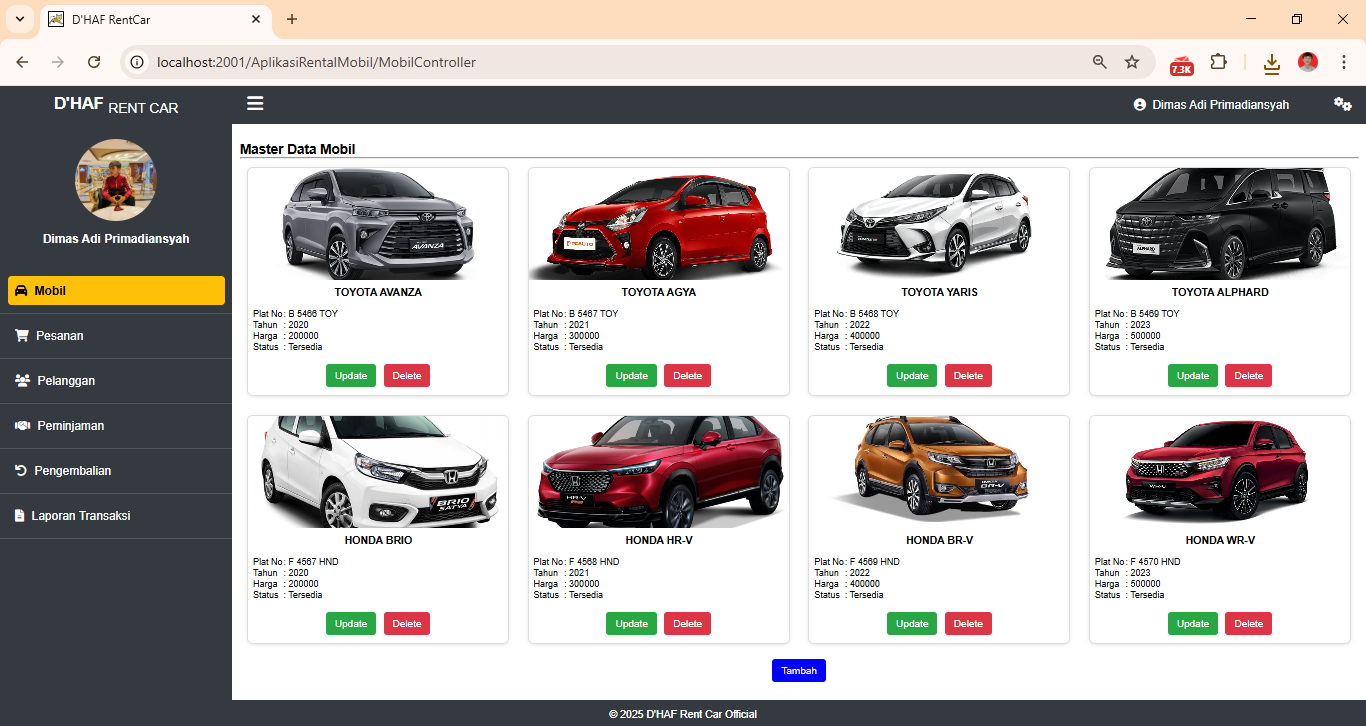 D'HAF RentCar
localhost:2001/AplikasiRentalMobil/MobilController
7.3K
D'HAF RENT CAR
Dimas Adi Primadiansyah
Dimas Adi Primadiansyah
Mobil
Pesanan
Pelanggan
Peminjaman
Pengembalian
Laporan Transaksi
Master Data Mobil
AVANZA
TOYOTA AVANZA
Plat No : B 5466 TOY
Tahun : 2020
Harga : 200000
Status : Tersedia
Update Delete
TOYOTA AGYA
Plat No : B 5467 TOY
Tahun : 2021
Harga : 300000
Status : Tersedia
Update Delete
TOYOTA YARIS
Plat No : B 5468 TOY
Tahun : 2022
Harga : 400000
Status : Tersedia
Update Delete
ALPHARD
TOYOTA ALPHARD
Plat No : B 5469 TOY
Tahun : 2023
Harga : 500000
Status : Tersedia
Update Delete
BRIO
SATYA
HONDA BRIO
Plat No : F 4567 HND
Tahun : 2020
Harga : 200000
Status : Tersedia
Update Delete
HR-V
HONDA HR-V
Plat No : F 4568 HND
Tahun : 2021
Harga : 300000
Status : Tersedia
Update Delete
BR-V
HONDA BR-V
Plat No : F 4569 HND
Tahun : 2022
Harga : 400000
Status : Tersedia
Update Delete
WR-V
HONDA WR-V
Plat No : F 4570 HND
Tahun : 2023
Harga : 500000
Status : Tersedia
Update Delete
Tambah
© 2025 D'HAF Rent Car Official